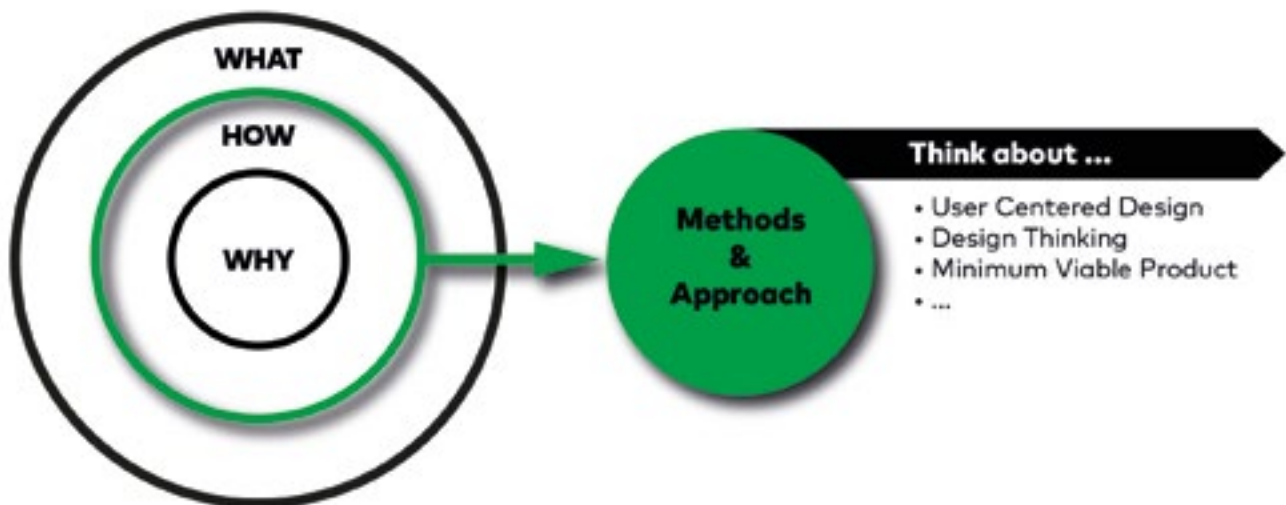 WHAT
HOW
WHY
Methods
&
Approach
Think about ...
• User Centered Design
• Design Thinking
• Minimum Viable Product
• ...